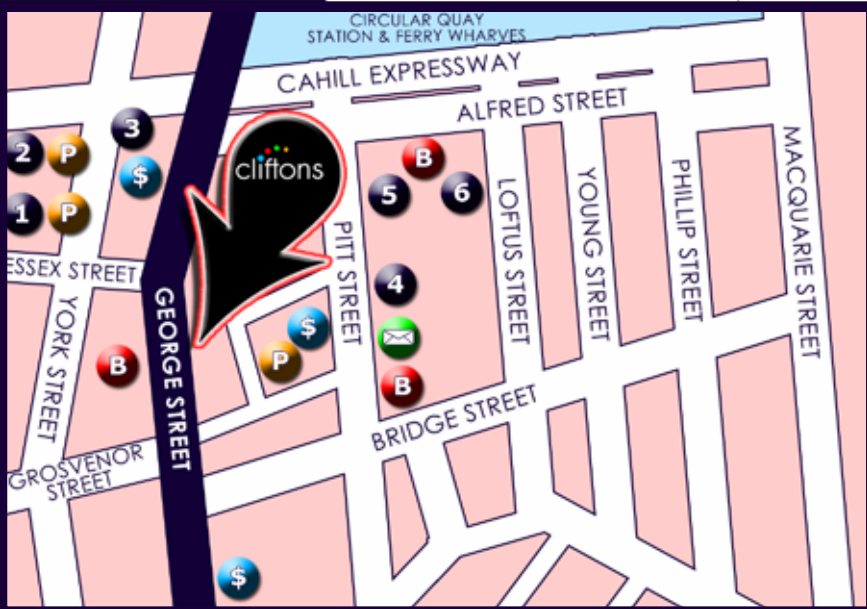 CIRCULAR QUAY
STATION & FERRY WHARVES
CAHILL EXPRESSWAY
ALFRED STREET
3
2 P
$
cliftons
B
5
6
1 P
MACQUARIE STREET
PHILLIP STREET
YOUNG STREET
LOFTUS STREET
PITT STREET
ESSEX STREET
4
GEORGE STREET
YORK STREET
$
P
B
B
BRIDGE STREET
GROSVENOR
STREET
$